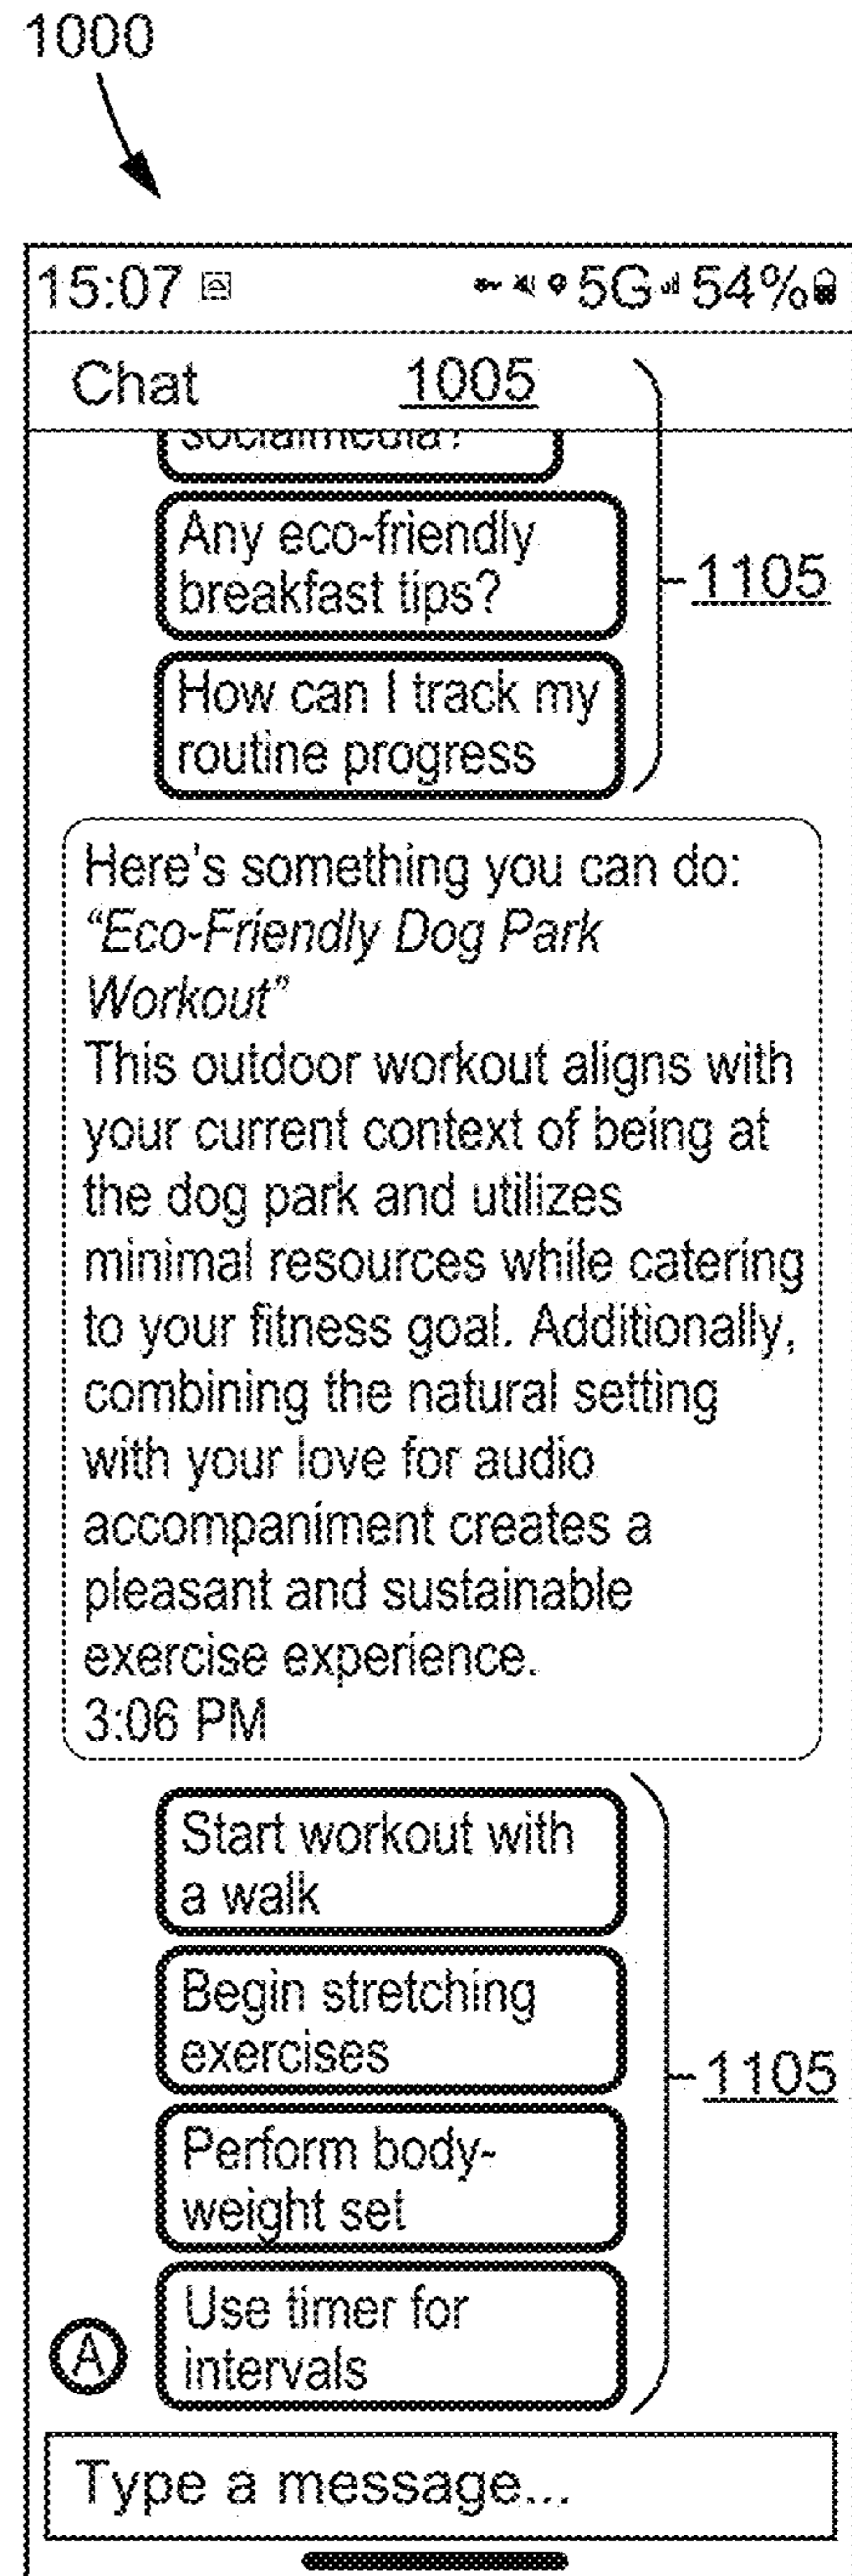 1000
15:07 5G 54%
Chat 1005
socialmedia?
Any eco-friendly
breakfast tips?
1105
How can I track my
routine progress
Here's something you can do:
“Eco-Friendly Dog Park
Workout”
This outdoor workout aligns with
your current context of being at
the dog park and utilizes
minimal resources while catering
to your fitness goal. Additionally,
combining the natural setting
with your love for audio
accompaniment creates a
pleasant and sustainable
exercise experience.
3:06 PM
Start workout with
a walk
Begin stretching
exercises
1105
Perform body-
weight set
Use timer for
intervals
A
Type a message...